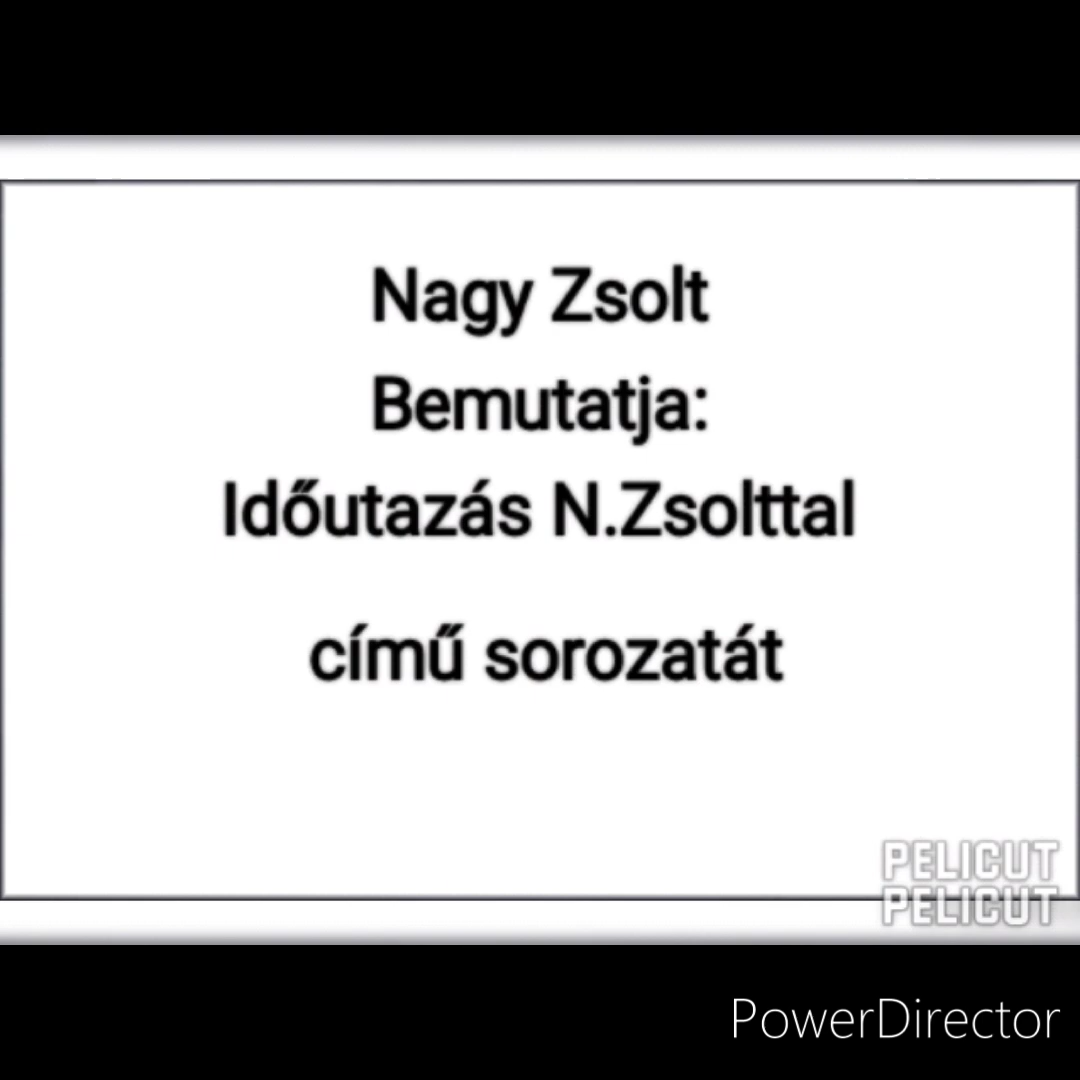 Nagy Zsolt
Bemutatja:
Időutazás N.Zsolttal
című sorozatát
PELICUT
PELICUT
PowerDirector